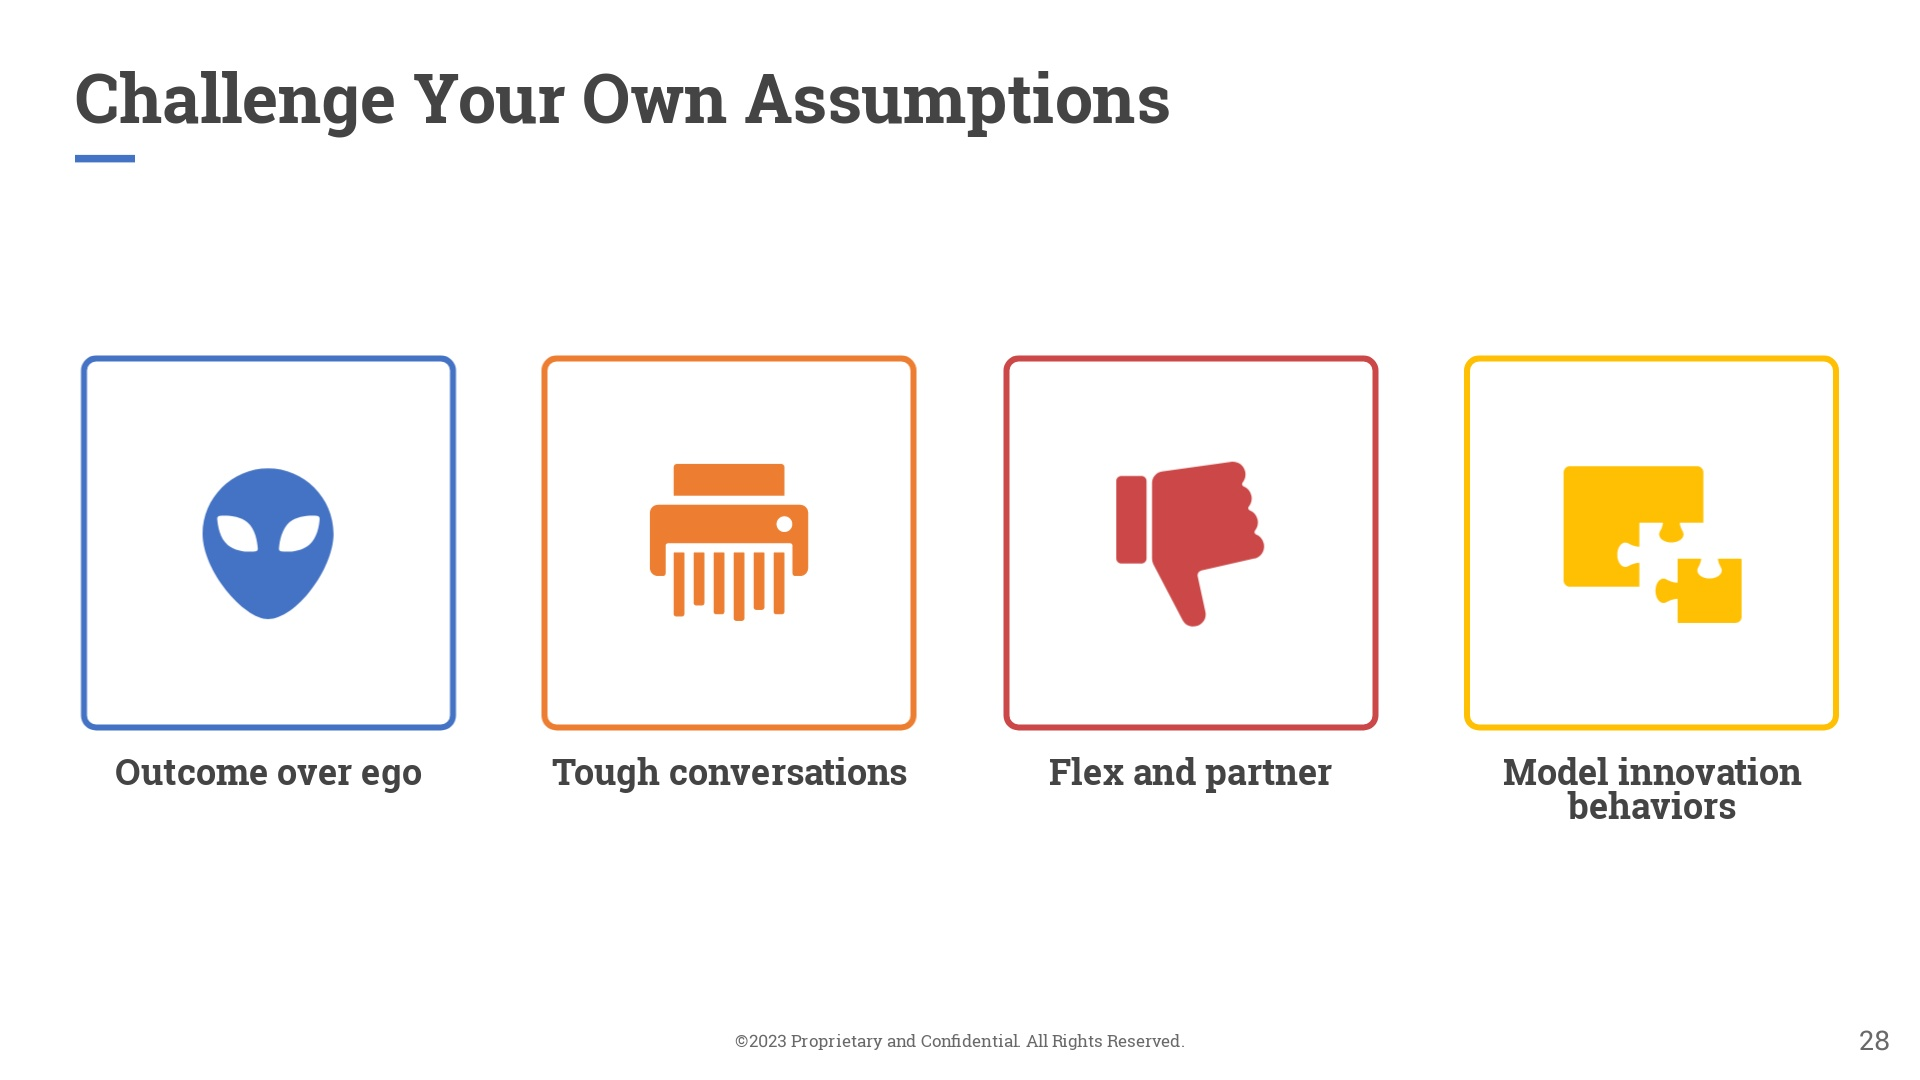 Challenge Your Own Assumptions
Outcome over ego
Tough conversations
Flex and partner
Model innovation
behaviors
©2023 Proprietary and Confidential. All Rights Reserved.
28